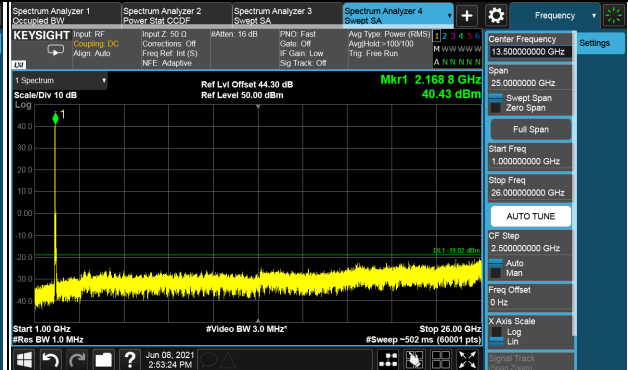 Spectrum Analyzer 1
Occupied BW
Spectrum Analyzer 2
Power Stat CCDF
Spectrum Analyzer 3
Swept SA
Spectrum Analyzer 4
Swept SA
+
Frequency
KEYSIGHT
Input: RF
Coupling: DC
Align: Auto
Input Z: 50 Ω
Corrections: Off
Freq Ref: Int (S)
NFE: Adaptive
#Atten: 16 dB
PNO: Fast
Gate: Off
IF Gain: Low
Sig Track: Off
Avg Type: Power (RMS)
Avg|Hold:>100/100
Trig: Free Run
1 2 3 4 5 6
M W W W W W
A N N N N N
LXI
1 Spectrum
Scale/Div 10 dB
Log
Ref Lvl Offset 44.30 dB
Ref Level 50.00 dBm
Mkr1 2.168 8 GHz
40.43 dBm
1
40.0
30.0
20.0
10.0
0.00
-10.0
-20.0
-30.0
-40.0
DL1 -19.02 dBm
Start 1.00 GHz
#Res BW 1.0 MHz
#Video BW 3.0 MHz*
Stop 26.00 GHz
#Sweep ~502 ms (60001 pts)
Jun 08, 2021
2:53:24 PM
?
Center Frequency
13.500000000 GHz
Span
25.0000000 GHz
Swept Span
Zero Span
Full Span
Start Freq
1.000000000 GHz
Stop Freq
26.000000000 GHz
AUTO TUNE
CF Step
2.500000000 GHz
Auto
Man
Freq Offset
0 Hz
X Axis Scale
Log
Lin
Signal Track
(Span Zoom)
Settings